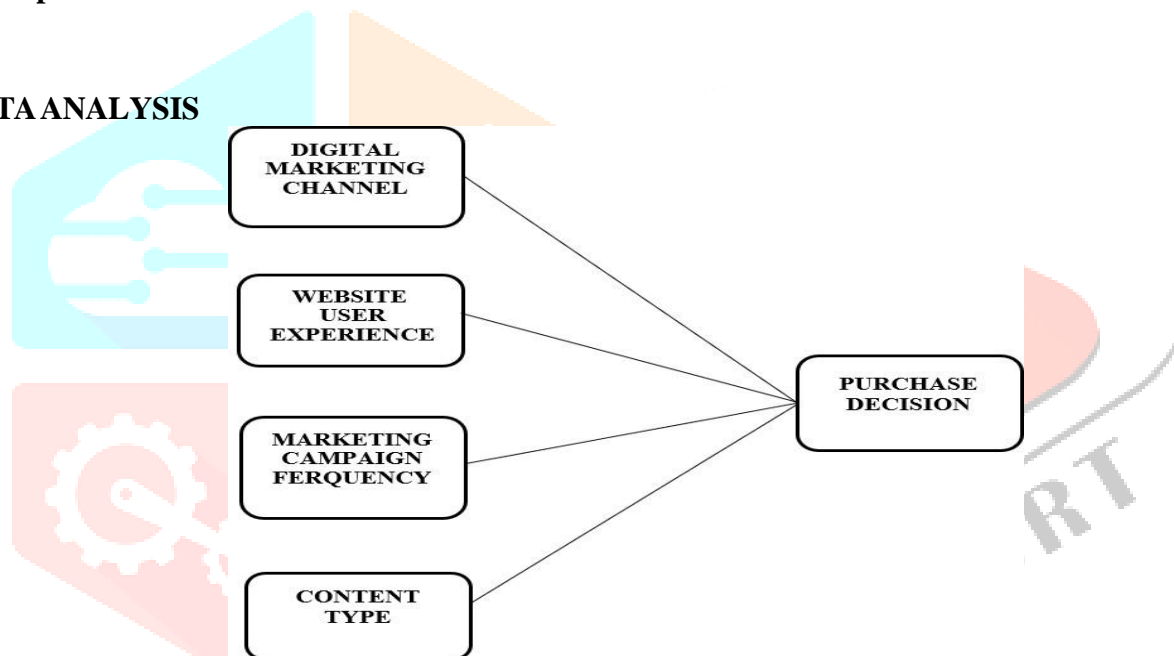 TA ANALYSIS
DIGITAL
MARKETING
CHANNEL
WEBSITE
USER
EXPERIENCE
MARKETING
CAMPAIGN
FERQUENCY
CONTENT
TYPE
PURCHASE
DECISION
RT